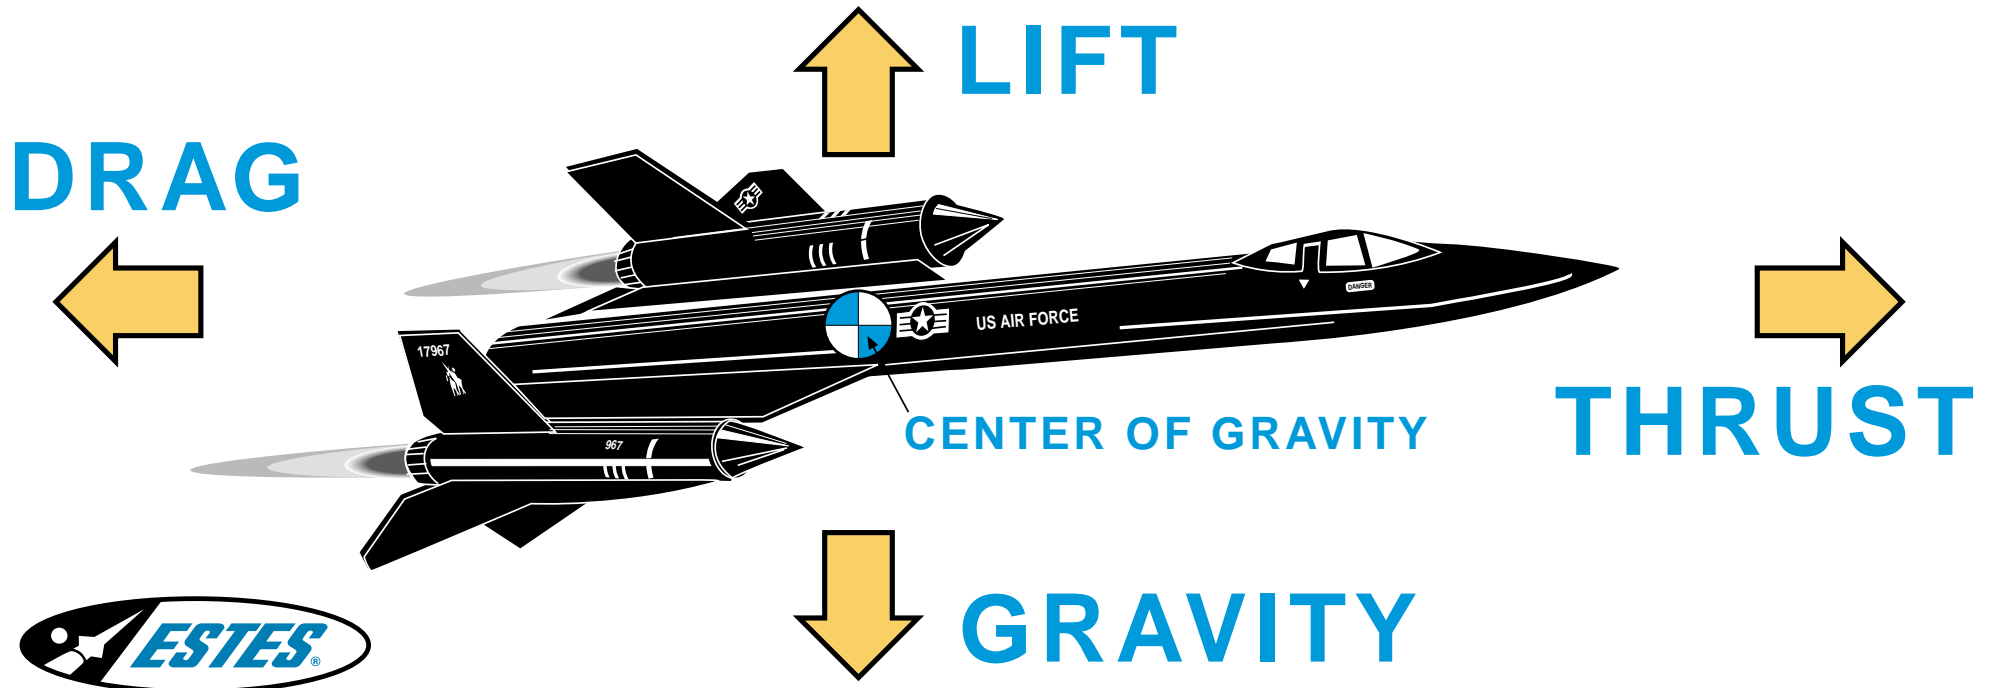 LIFT
DRAG
DANGER
US AIR FORCE
17967
THRUST
CENTER OF GRAVITY
967
GRAVITY
ESTES®